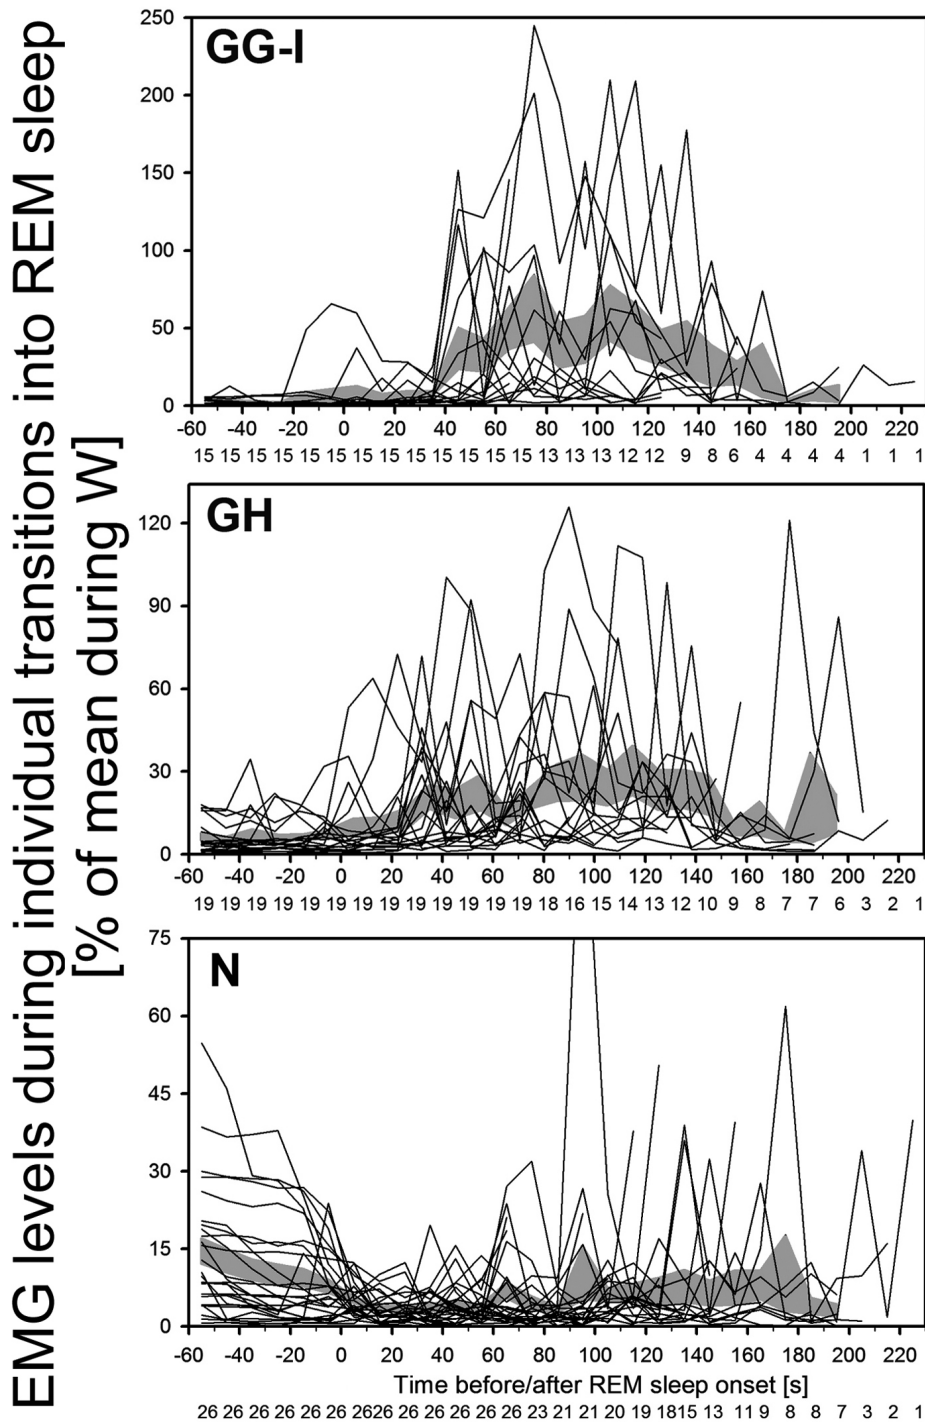 EMG levels during individual transitions into REM sleep
[% of mean during W]
GG-I
250
200
150
100
50
0
-60 -40 -20 0 20 40 60 80 100 120 140 160 180 200 220
15 15 15 15 15 15 15 15 15 15 15 15 15 13 13 13 12 12 9 8 6 4 4 4 4 1 1 1
GH
120
90
60
30
0
-60 -40 -20 0 20 40 60 80 100 120 140 160 180 200 220
19 19 19 19 19 19 19 19 19 19 19 19 19 18 16 15 14 13 12 10 9 8 7 7 6 3 2 1
N
75
60
45
30
15
0
-60 -40 -20 0 20 40 60 80 100 120 140 160 180 200 220
Time before/after REM sleep onset [s]
26 26 26 26 26 26 26 26 26 26 26 26 23 21 21 20 19 18 15 13 11 9 8 8 7 3 2 1